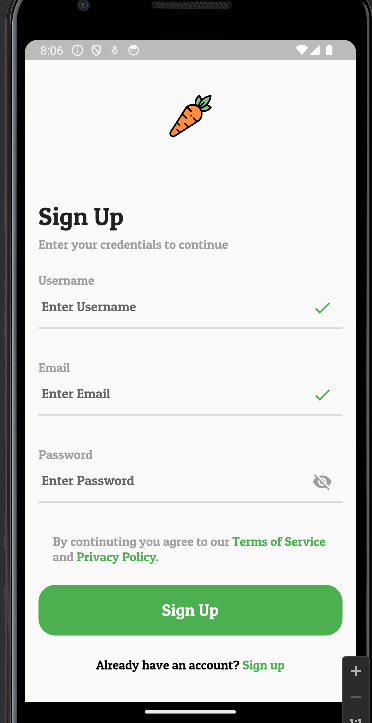 8:06
Sign Up
Enter your credentials to continue
Username
Enter Username
Email
Enter Email
Password
Enter Password
By continuting you agree to our Terms of Service
and Privacy Policy.
Sign Up
Already have an account? Sign up